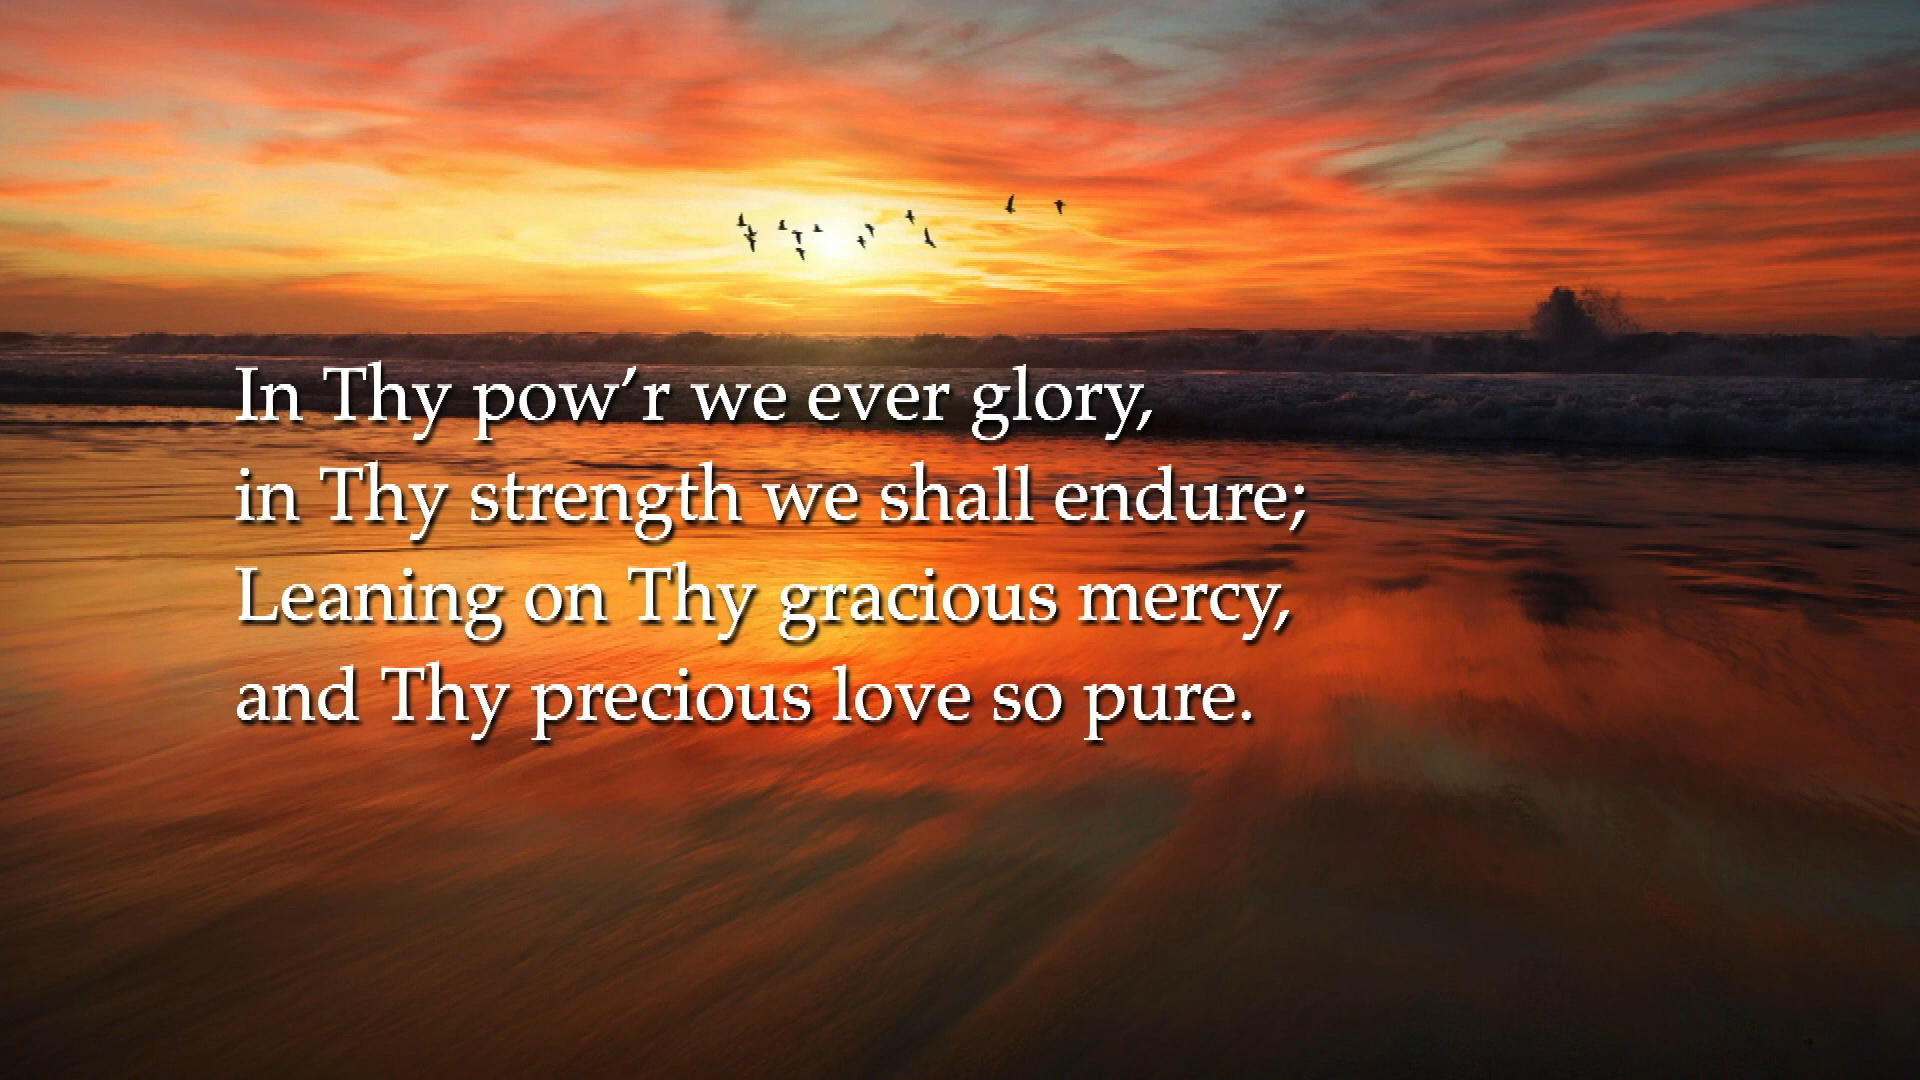 In Thy pow’r we ever glory,
in Thy strength we shall endure;
Leaning on Thy gracious mercy,
and Thy precious love so pure.